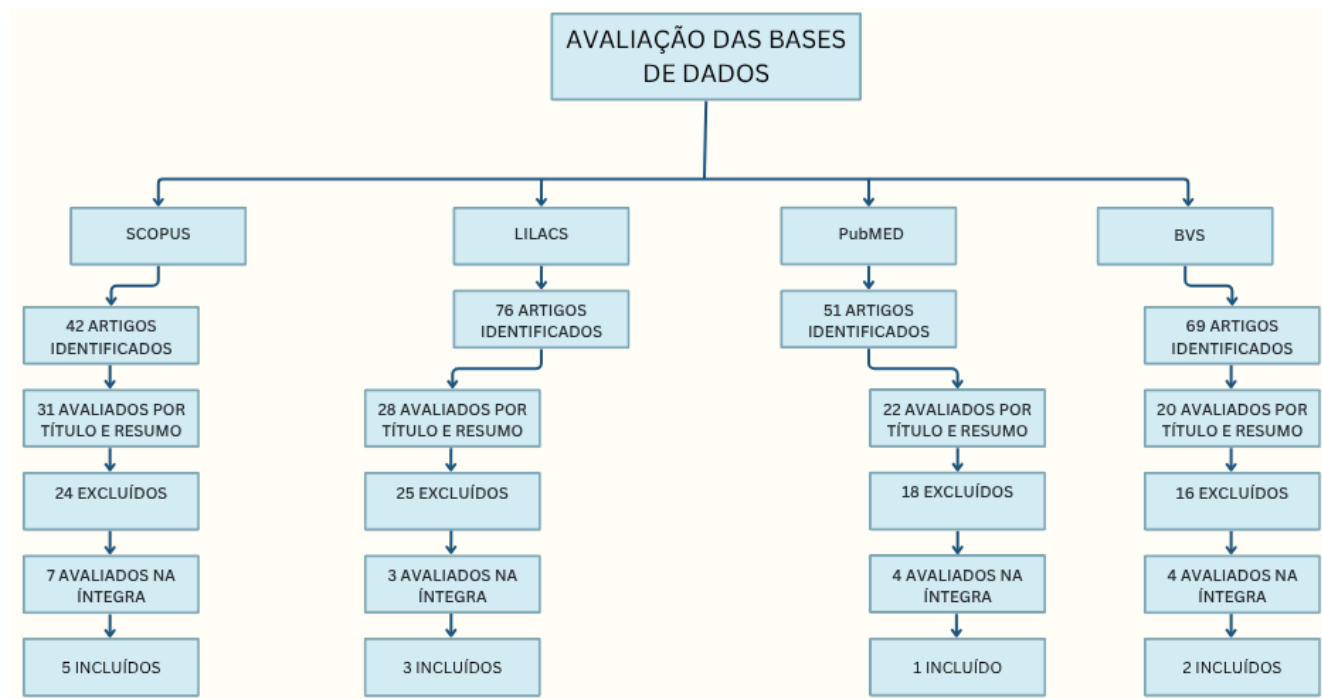 AVALIAÇÃO DAS BASES
DE DADOS
SCOPUS
LILACS
PubMED
BVS
42 ARTIGOS
IDENTIFICADOS
76 ARTIGOS
IDENTIFICADOS
51 ARTIGOS
IDENTIFICADOS
69 ARTIGOS
IDENTIFICADOS
31 AVALIADOS POR
TÍTULO E RESUMO
28 AVALIADOS POR
TÍTULO E RESUMO
22 AVALIADOS POR
TÍTULO E RESUMO
20 AVALIADOS POR
TÍTULO E RESUMO
24 EXCLUÍDOS
25 EXCLUÍDOS
18 EXCLUÍDOS
16 EXCLUÍDOS
7 AVALIADOS NA
ÍNTEGRA
3 AVALIADOS NA
ÍNTEGRA
4 AVALIADOS NA
ÍNTEGRA
4 AVALIADOS NA
ÍNTEGRA
5 INCLUÍDOS
3 INCLUÍDOS
1 INCLUÍDO
2 INCLUÍDOS